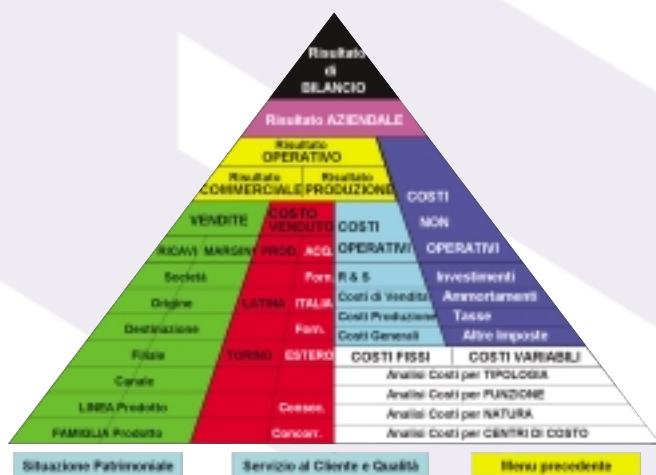 Risultato
di
BILANCIO
Risultato AZIENDALE
Risultato
OPERATIVO
Risultato
COMMERCIALE
Risultato
PRODUZIONE
COSTI
NON
OPERATIVI
VENDITE
COSTO
VENDUTO
COSTI
OPERATIVI
RICAVI MARGINI PROD. ACQ.
Società
Forn.
R & S
Investimenti
Origine
LATINA
ITALIA
Costi di Vendita
Ammortamenti
Destinazione
Forn.
Costi Produzione
Tasse
Costi Generali
Altre Imposte
Filiale
TORINO
ESTERO
COSTI FISSI
COSTI VARIABILI
Canale
Analisi Costi per TIPOLOGIA
Analisi Costi per FUNZIONE
LINEA Prodotto
Consoc.
Analisi Costi per NATURA
FAMIGLIA Prodotto
Concorr.
Analisi Costi per CENTRI DI COSTO
Situazione Patrimoniale
Servizio al Cliente e Qualità
Menu precedente